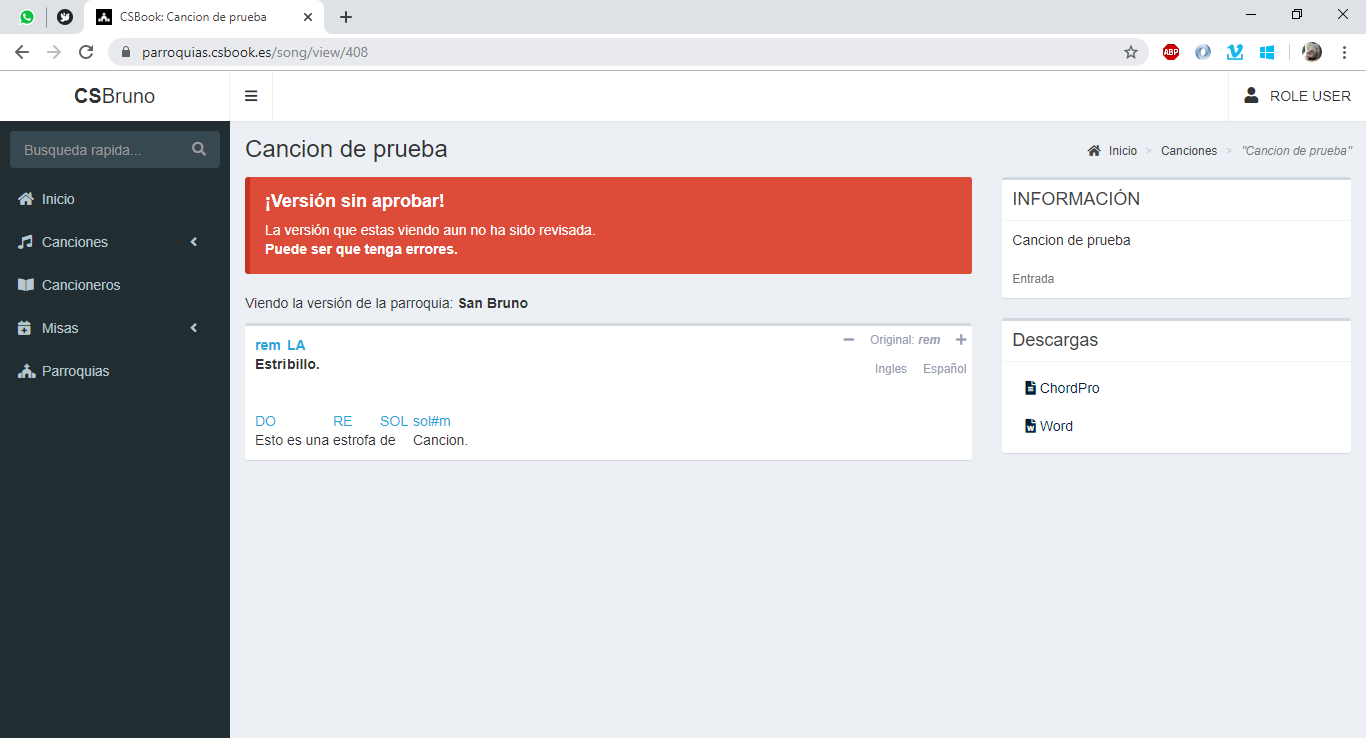 CSBook: Cancion de prueba
parroquias.csbook.es/song/view/408
ABP
CSBruno
ROLE USER
Busqueda rapida...
Inicio
Canciones
Cancioneros
Misas
Parroquias
Cancion de prueba
Inicio > Canciones > "Cancion de prueba"
¡Versión sin aprobar!
La versión que estas viendo aun no ha sido revisada.
Puede ser que tenga errores.
Viendo la versión de la parroquia: San Bruno
rem LA
Estribillo.
Original: rem
Ingles Español
DO RE SOL sol#m
Esto es una estrofa de Cancion.
INFORMACIÓN
Cancion de prueba
Entrada
Descargas
ChordPro
Word